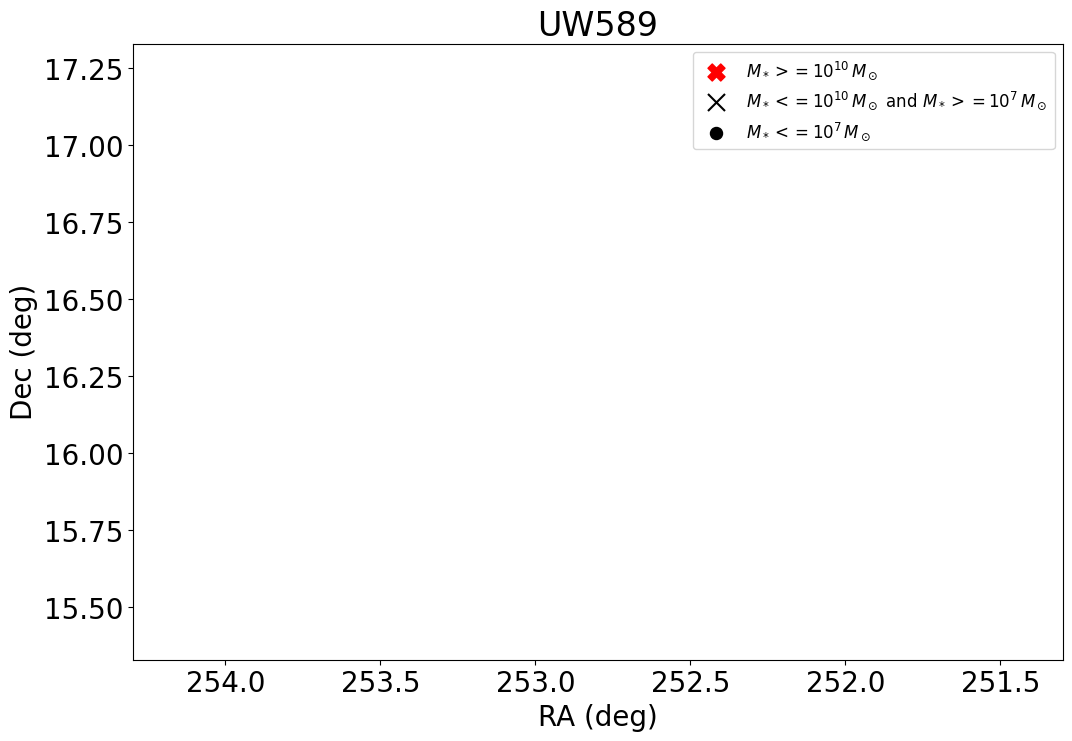 UW589
17.25
17.00
16.75
16.50
16.25
16.00
15.75
15.50
Dec (deg)
M* >= 10^10 M⊙
M* <= 10^10 M⊙ and M* >= 10^7 M⊙
M* <= 10^7 M⊙
254.0 253.5 253.0 252.5 252.0 251.5
RA (deg)